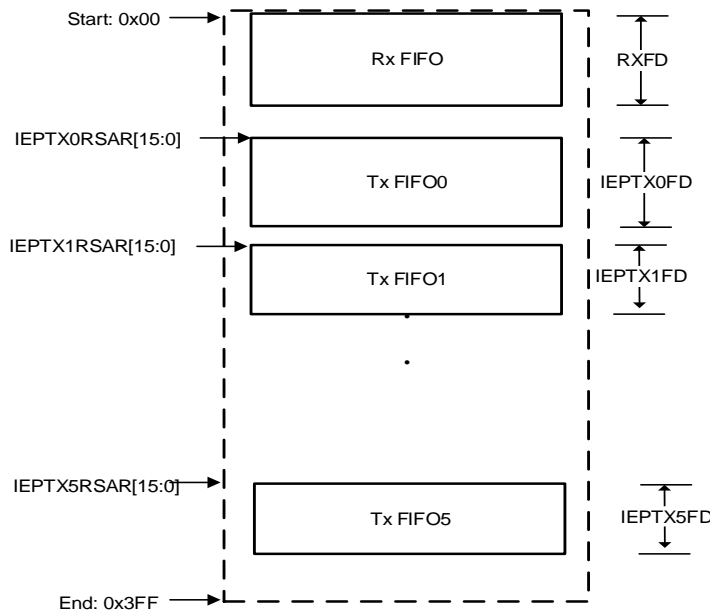 Start: 0x00
Rx FIFO
RXFD
IEPTX0RSAR[15:0]
Tx FIFO0
IEPTX0FD
IEPTX1RSAR[15:0]
Tx FIFO1
IEPTX1FD
IEPTX5RSAR[15:0]
Tx FIFO5
IEPTX5FD
End: 0x3FF